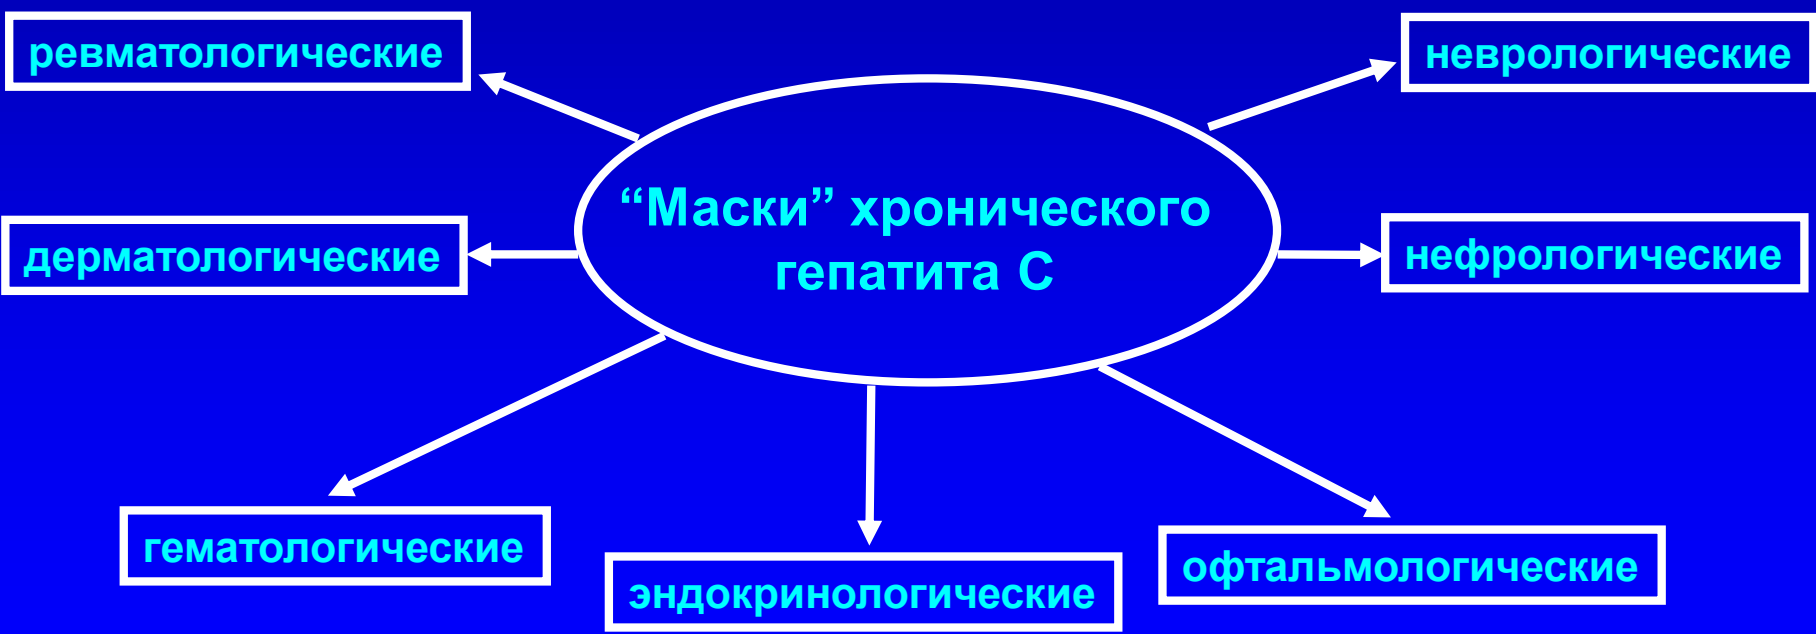 ревматологические
неврологические
“Маски” хронического
гепатита С
дерматологические
нефрологические
гематологические
эндокринологические
офтальмологические